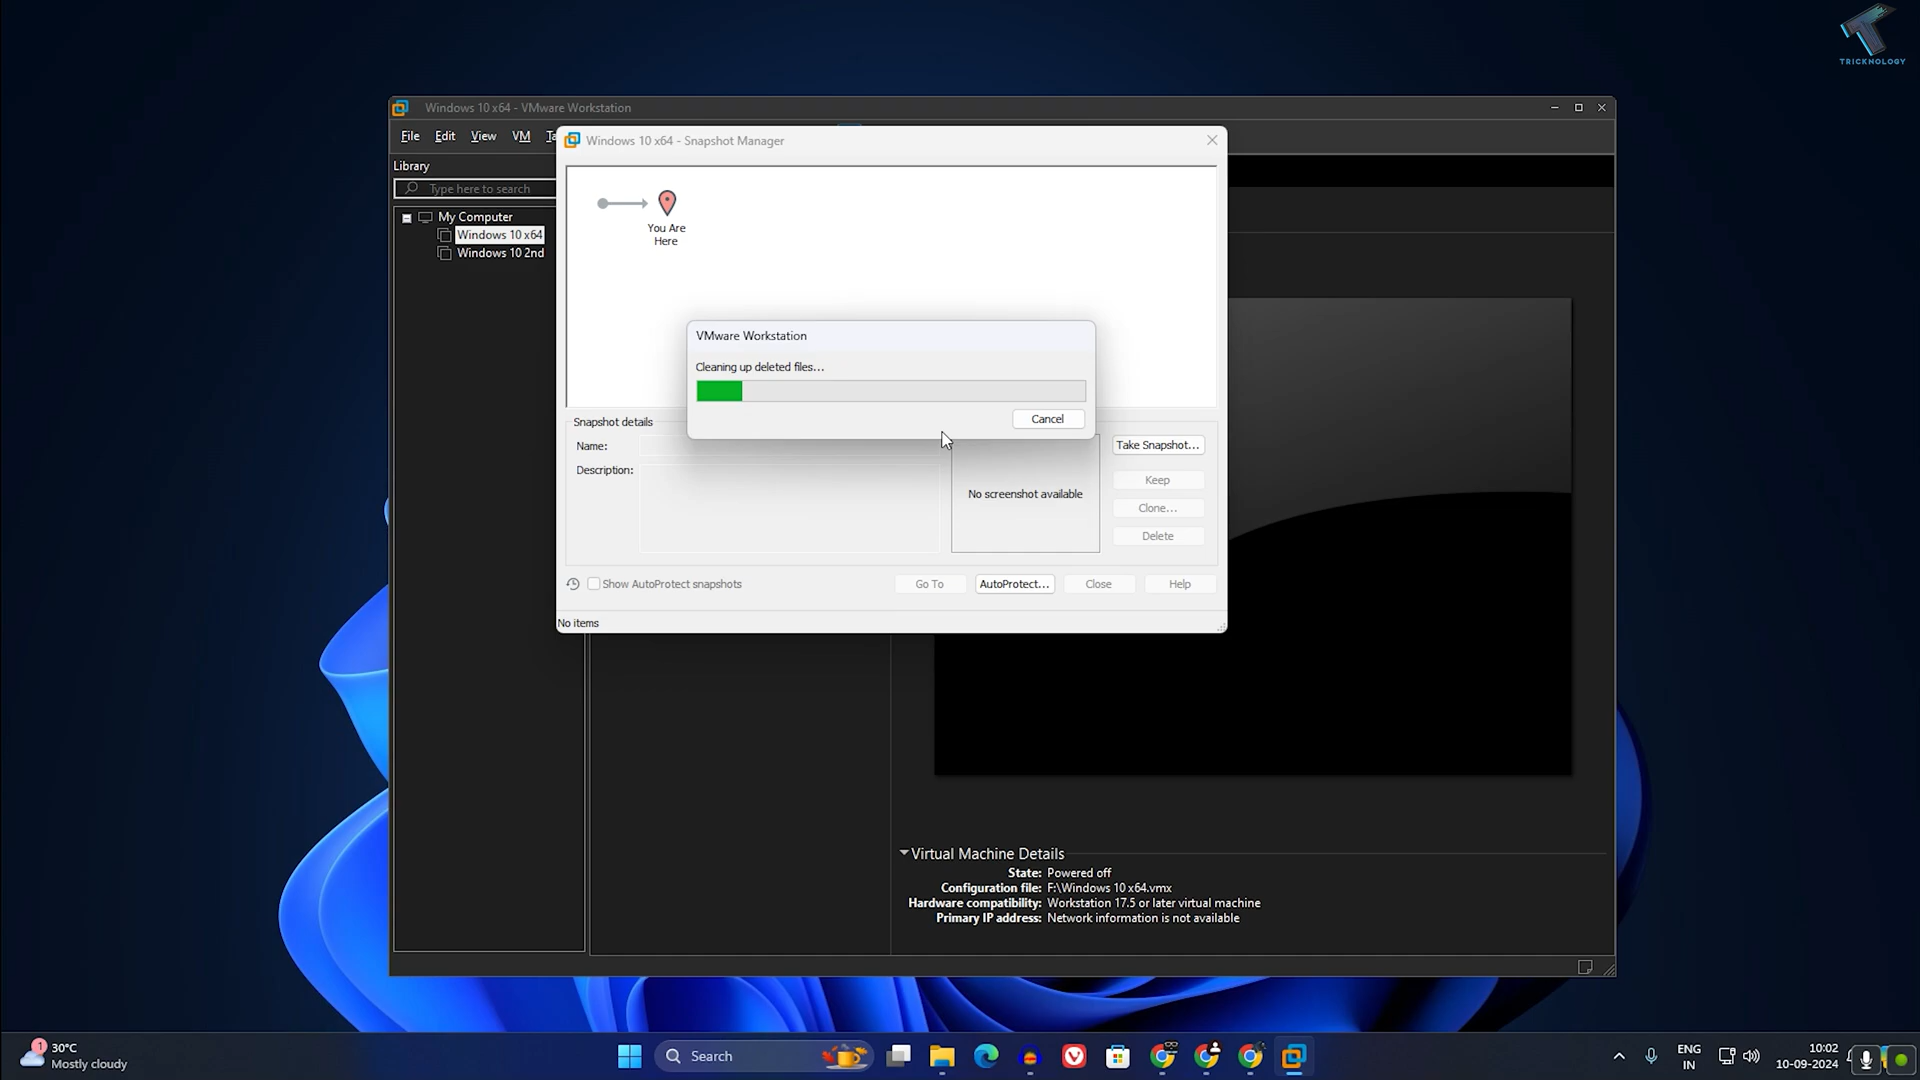 TRICKNOLOGY
Windows 10 x64 - VMware Workstation
File Edit View VM Ta
Windows 10 x64 - Snapshot Manager
Library
Type here to search
My Computer
Windows 10 x64
Windows 10 2nd
You Are
Here
VMware Workstation
Cleaning up deleted files...
Cancel
Snapshot details
Name:
Description:
No screenshot available
Take Snapshot...
Keep
Clone...
Delete
Show AutoProtect snapshots
Go To
AutoProtect...
Close
Help
No items
Virtual Machine Details
State: Powered off
Configuration file: F:\Windows 10 x64.vmx
Hardware compatibility: Workstation 17.5 or later virtual machine
Primary IP address: Network information is not available
1
30°C
Mostly cloudy
Search
ENG
IN
10:02
10-09-2024